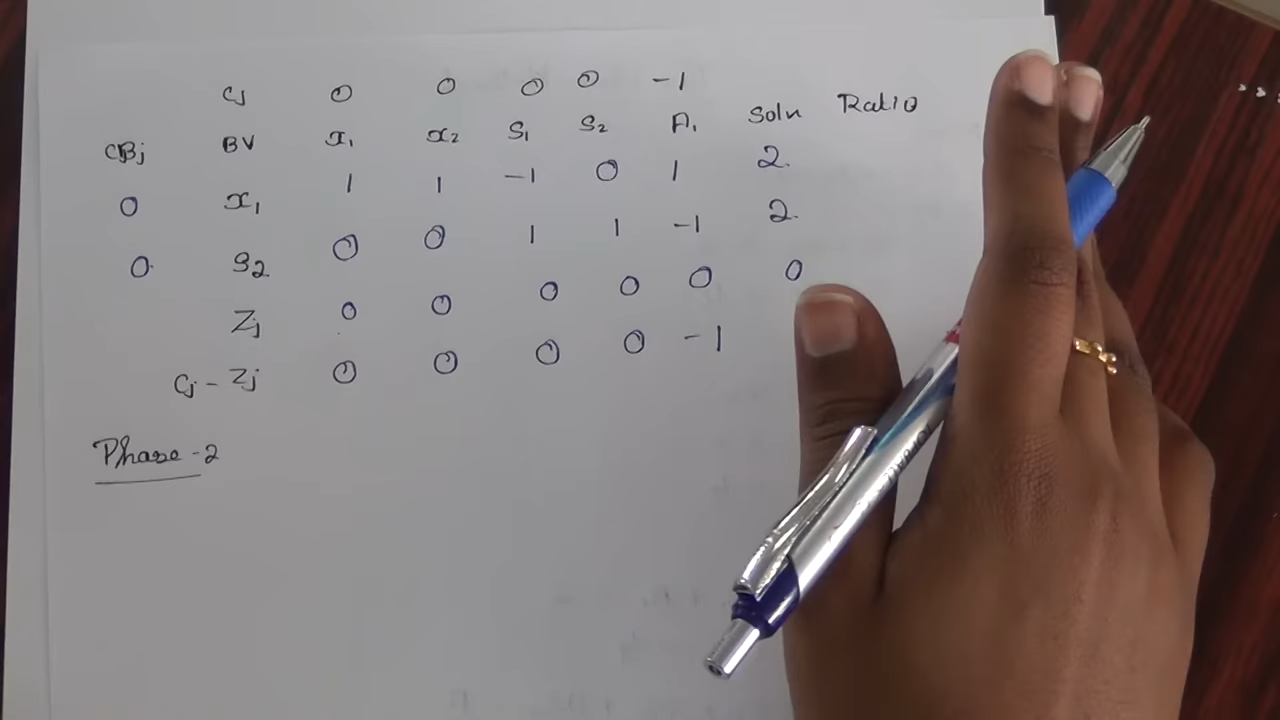 Cj 0 0 0 0 -1
CBj BV x1 x2 S1 S2 A1 Soln Ratio
0 x1 1 1 -1 0 1 2.
0. S2 0 0 1 1 -1 2.
Zj 0 0 0 0 0 0
Cj - Zj 0 0 0 0 -1
Phase-2